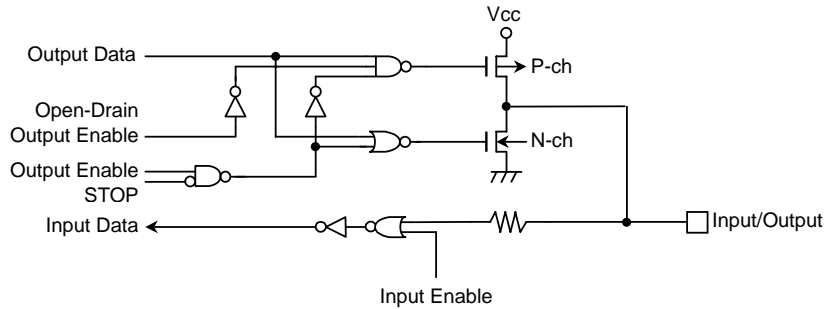 Vcc
Output Data
P-ch
Open-Drain
Output Enable
N-ch
Output Enable
STOP
Input Data
Input/Output
Input Enable